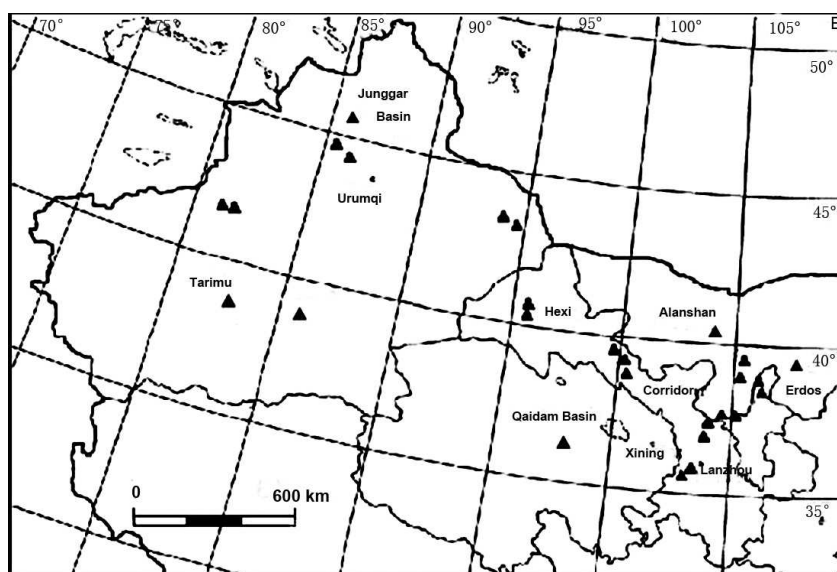 70°
75°
80°
85°
90°
95°
100°
105°
E
50°
Junggar
Basin
Urumqi
45°
Tarimu
Hexi
Alanshan
40°
Corridor
Erdos
Qaidam Basin
Xining
Lanzhou
0
600 km
35°